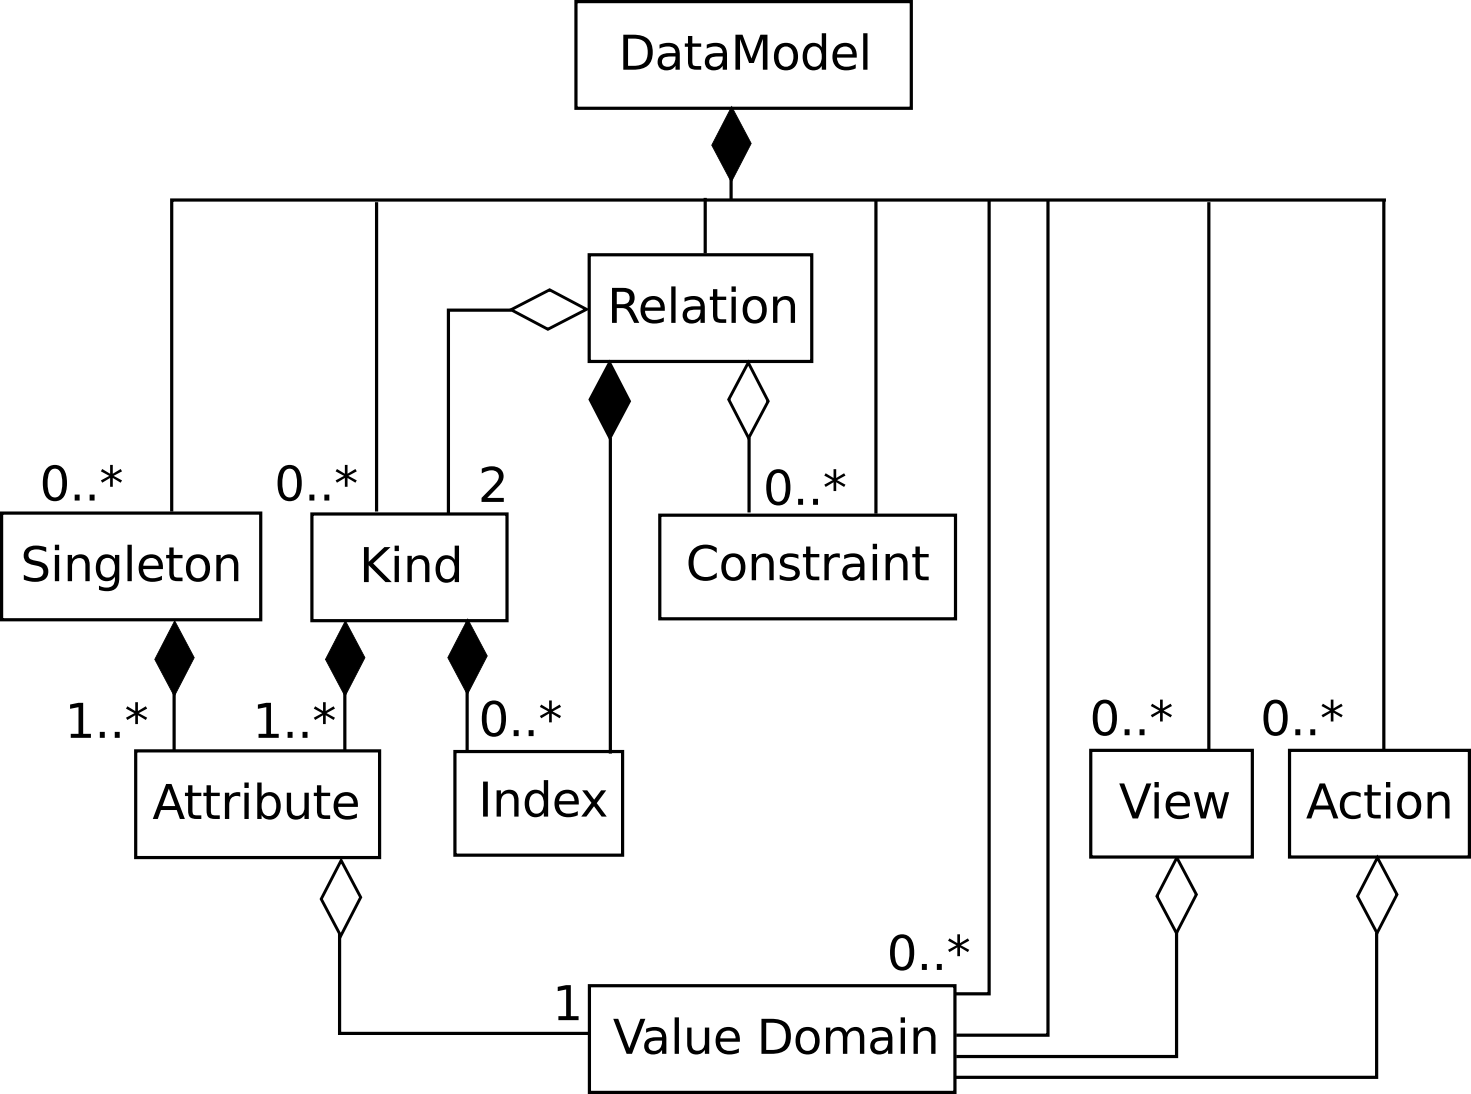 DataModel
Relation
0..*
0..*
2
0..*
Singleton
Kind
Constraint
1..*
1..*
0..*
0..*
0..*
Attribute
Index
View
Action
0..*
1
Value Domain